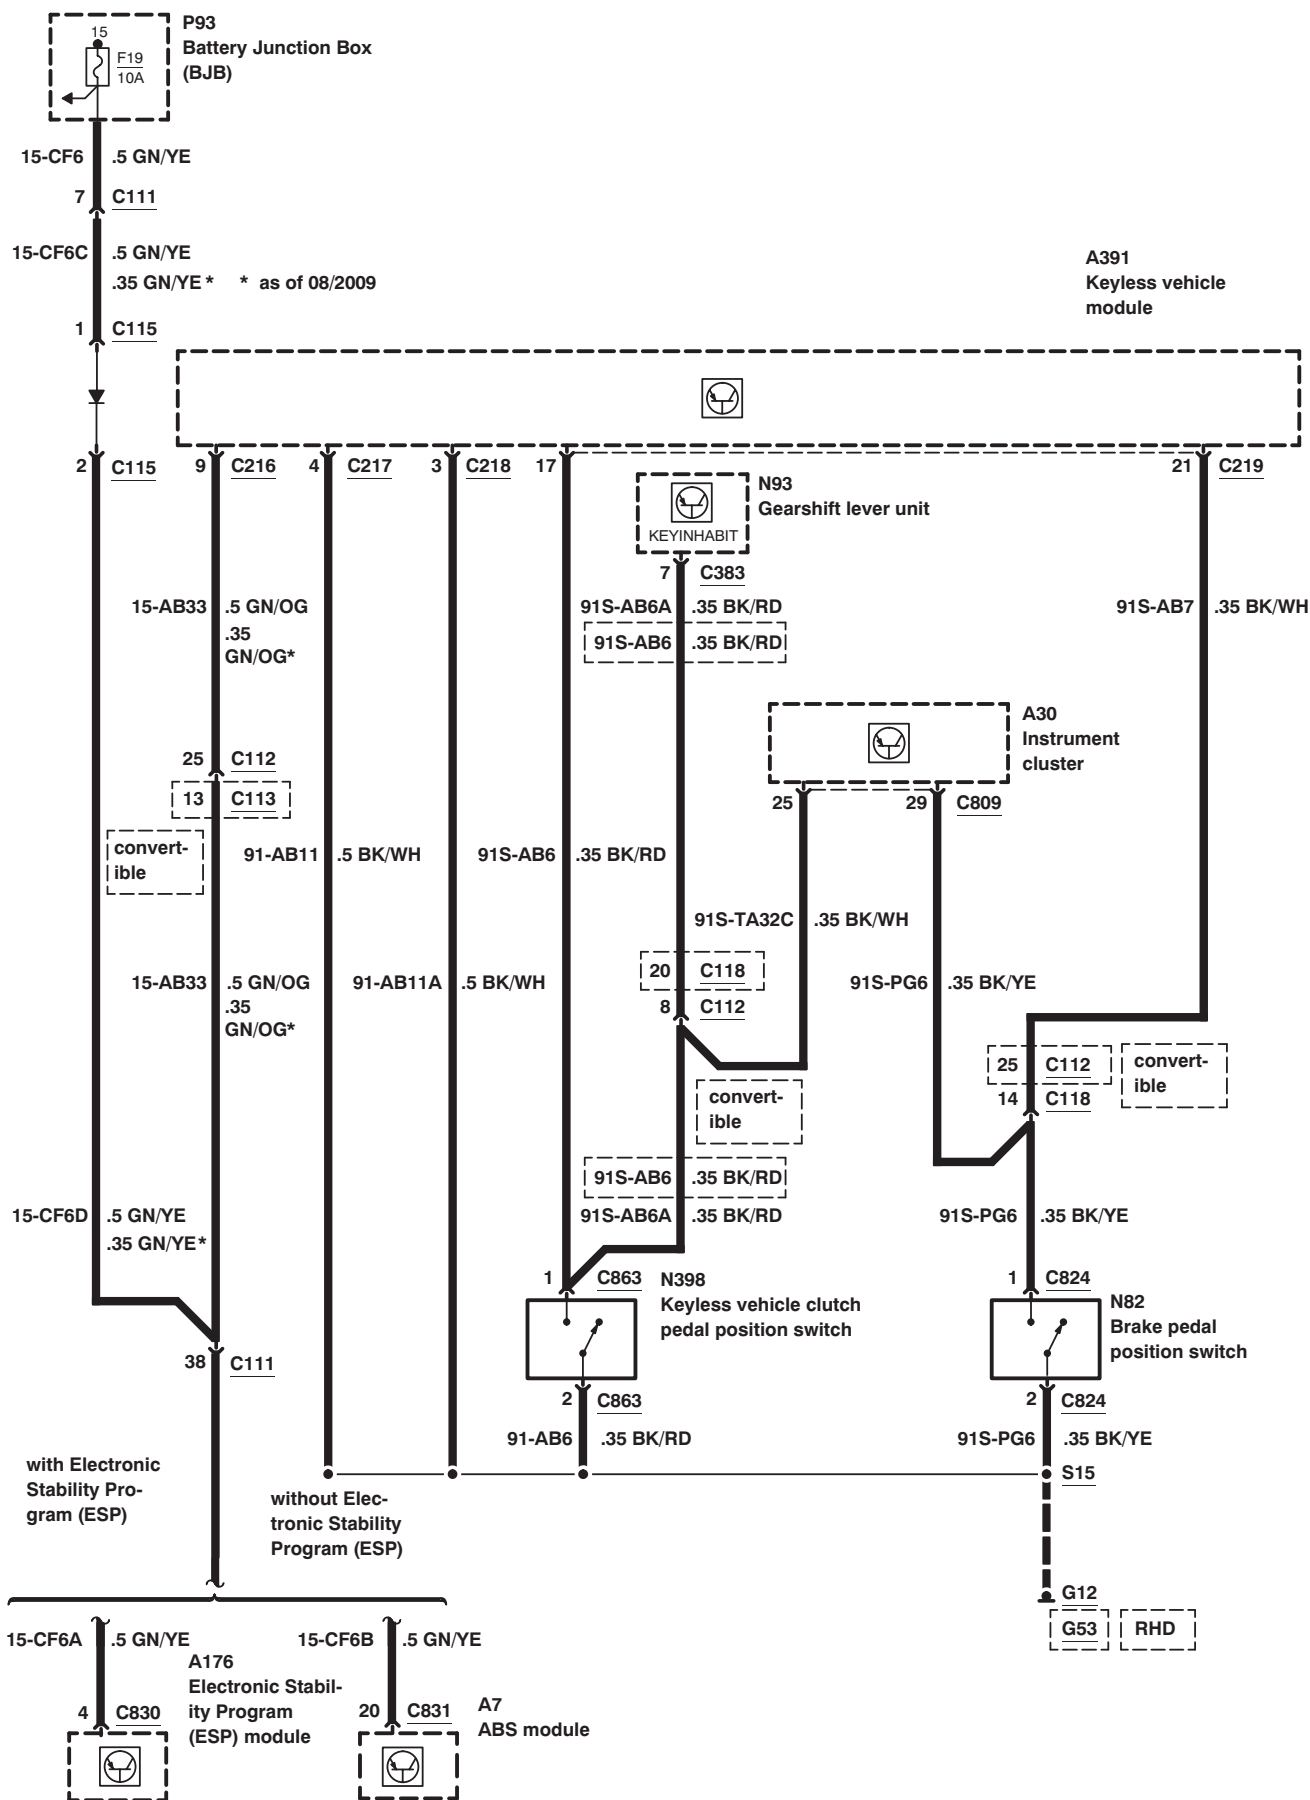 P93
Battery Junction Box
(BJB)
15
F19
10A
15-CF6 .5 GN/YE
7 C111
15-CF6C .5 GN/YE
.35 GN/YE * * as of 08/2009
1 C115
A391
Keyless vehicle
module
2 C115
9 C216
4 C217
3 C218
17
21 C219
N93
Gearshift lever unit
KEYINHABIT
7 C383
15-AB33 .5 GN/OG
.35
GN/OG*
91S-AB6A .35 BK/RD
91S-AB6 .35 BK/RD
91S-AB7 .35 BK/WH
A30
Instrument
cluster
25 C112
13 C113
25
29 C809
convert-
ible
91-AB11 .5 BK/WH
91S-AB6 .35 BK/RD
91S-TA32C .35 BK/WH
15-AB33 .5 GN/OG
.35
GN/OG*
91-AB11A .5 BK/WH
20 C118
8 C112
91S-PG6 .35 BK/YE
convert-
ible
25 C112
14 C118
convert-
ible
91S-AB6 .35 BK/RD
91S-AB6A .35 BK/RD
15-CF6D .5 GN/YE
.35 GN/YE*
91S-PG6 .35 BK/YE
1 C863
N398
Keyless vehicle clutch
pedal position switch
1 C824
N82
Brake pedal
position switch
38 C111
2 C863
2 C824
91-AB6 .35 BK/RD
91S-PG6 .35 BK/YE
S15
with Electronic
Stability Pro-
gram (ESP)
without Elec-
tronic Stability
Program (ESP)
G12
G53 RHD
15-CF6A .5 GN/YE
15-CF6B .5 GN/YE
A176
Electronic Stabil-
ity Program
(ESP) module
4 C830
20 C831
A7
ABS module